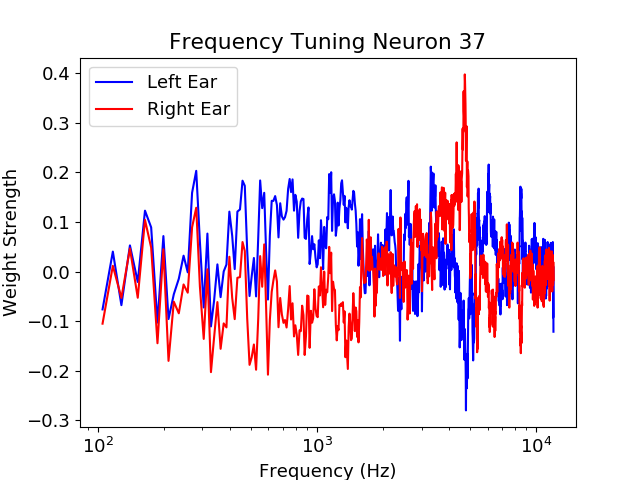 Frequency Tuning Neuron 37
Left Ear
Right Ear
Weight Strength
0.4
0.3
0.2
0.1
0.0
−0.1
−0.2
−0.3
10²
10³
10⁴
Frequency (Hz)